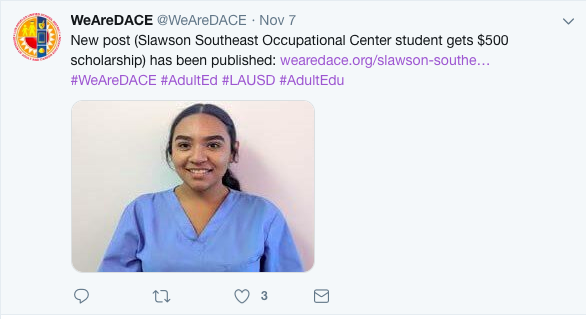 WeAreDACE @WeAreDACE · Nov 7
New post (Slawson Southeast Occupational Center student gets $500
scholarship) has been published: wearedace.org/slawson-southe…
#WeAreDACE #AdultEd #LAUSD #AdultEdu
3